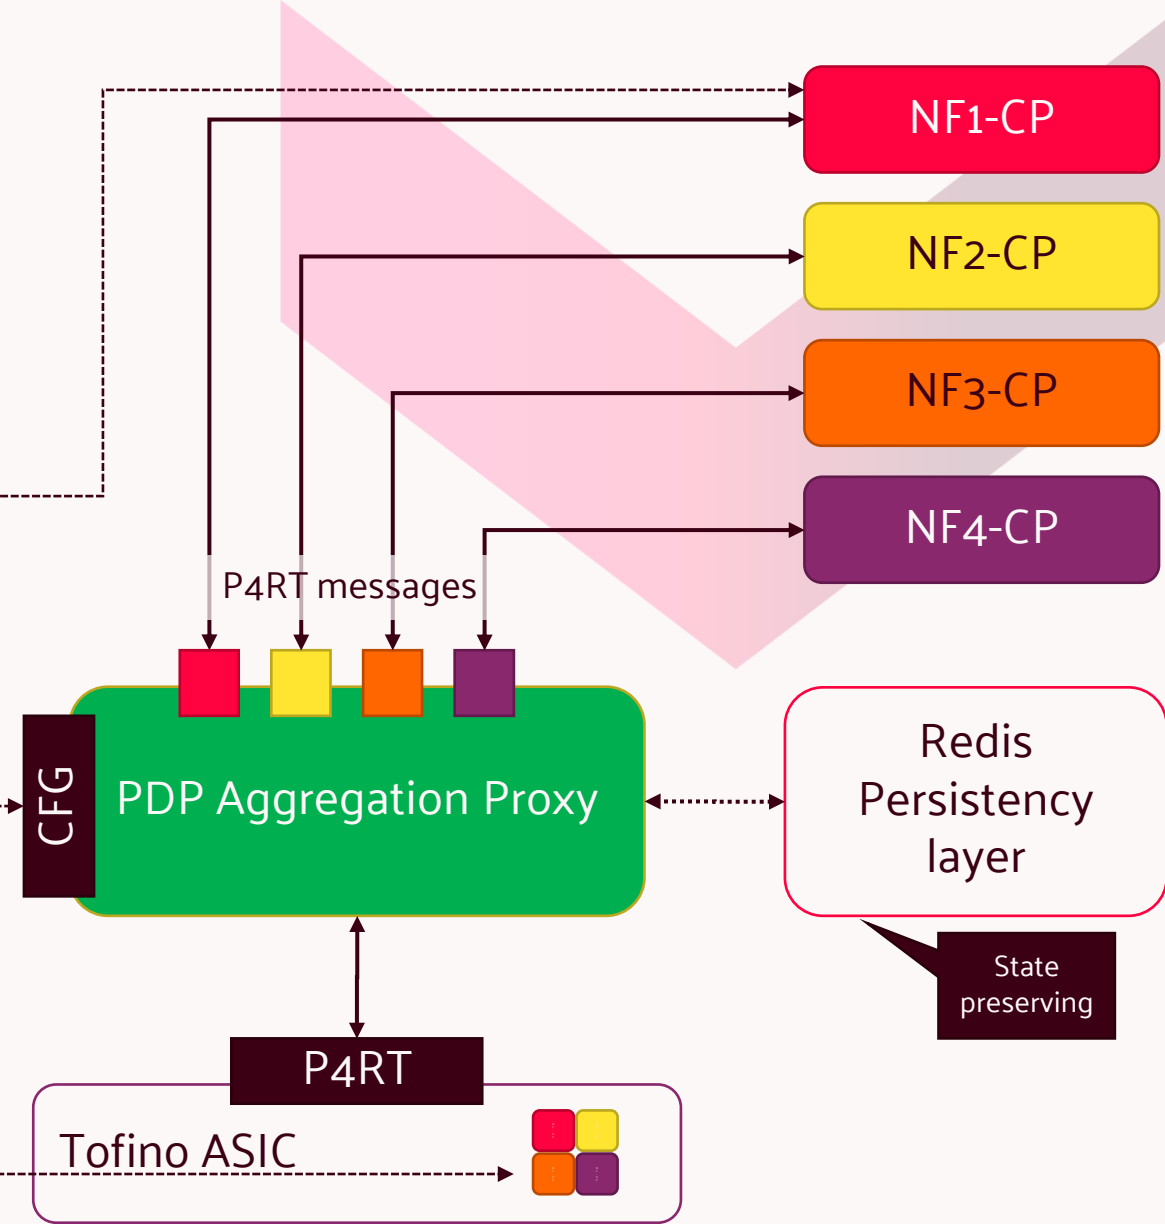 NF1-CP
NF2-CP
NF3-CP
NF4-CP
P4RT messages
CFG
PDP Aggregation Proxy
Redis
Persistency
layer
State
preserving
P4RT
Tofino ASIC